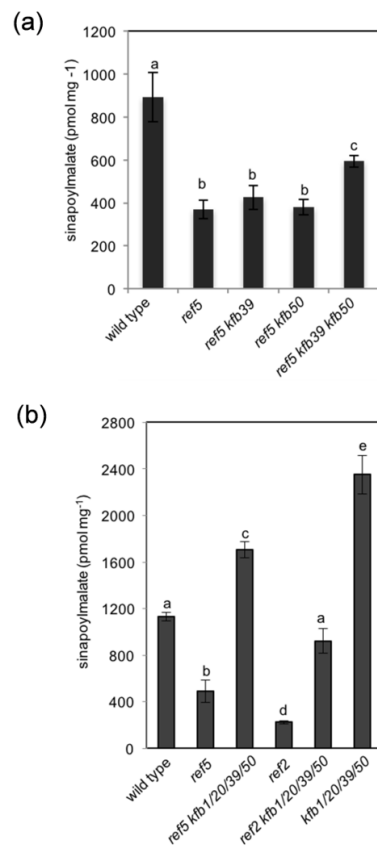 (a)
sinapoylmalate (pmol mg -1)
1200
1000
800
600
400
200
0
a
b
b
b
c
wild type
ref5
ref5 kfb39
ref5 kfb50
ref5 kfb39 kfb50
(b)
sinapoylmalate (pmol mg-1)
2800
2400
2000
1600
1200
800
400
0
a
b
c
d
a
e
wild type
ref5
ref5 kfb1/20/39/50
ref2
ref2 kfb1/20/39/50
kfb1/20/39/50